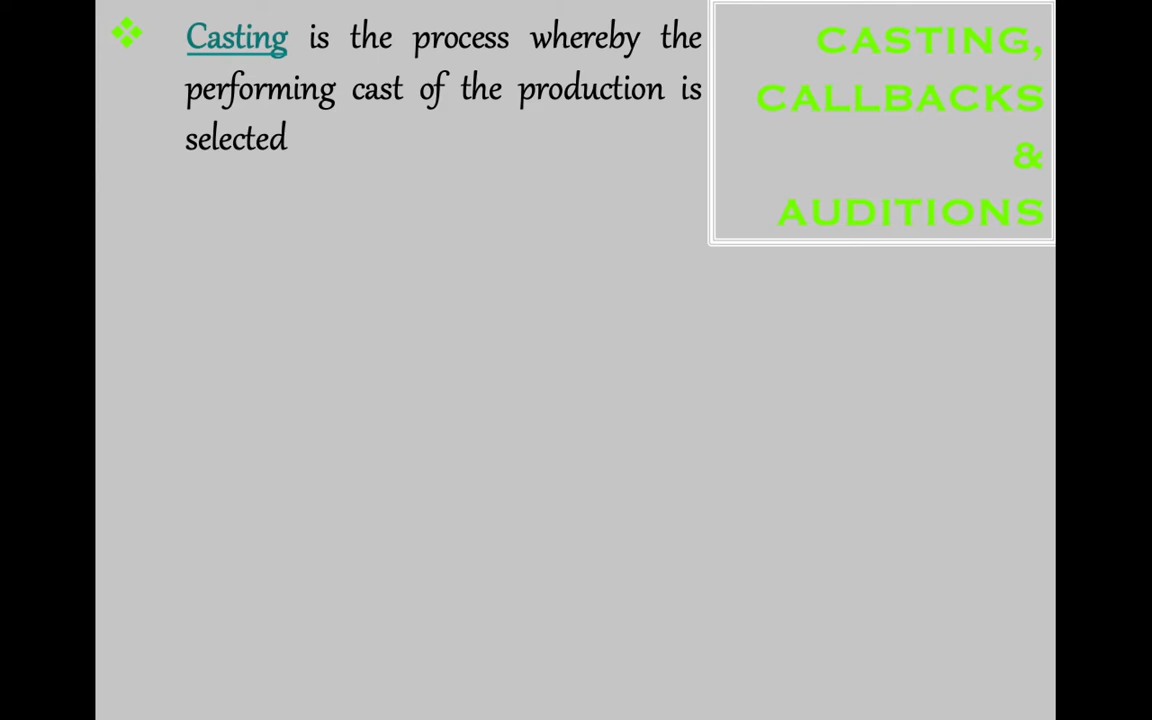 Casting is the process whereby the
performing cast of the production is
selected
CASTING,
CALLBACKS
&
AUDITIONS